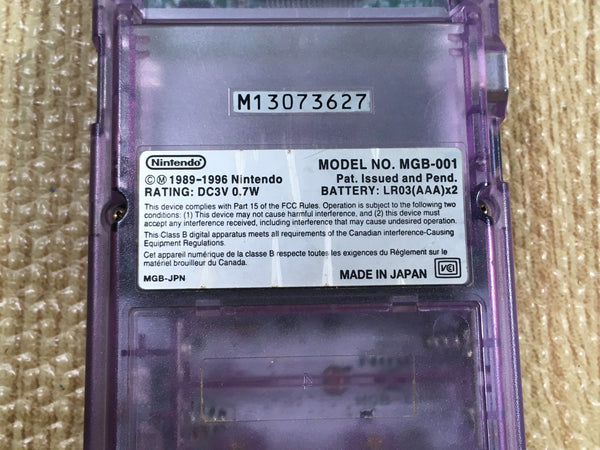 M13073627
Nintendo
MODEL NO. MGB-001
©Ⓜ 1989-1996 Nintendo
Pat. Issued and Pend.
RATING: DC3V 0.7W
BATTERY: LR03(AAA)x2
This device complies with Part 15 of the FCC Rules. Operation is subject to the following two
conditions: (1) This device may not cause harmful interference, and (2) this device must
accept any interference received, including interference that may cause undesired operation.
This Class B digital apparatus meets all requirements of the Canadian interference-Causing
Equipment Regulations.
Cet appareil numérique de la classe B respecte toutes les exigences du Réglement sur le
matériel brouilleur du Canada.
MGB-JPN
MADE IN JAPAN
VCI